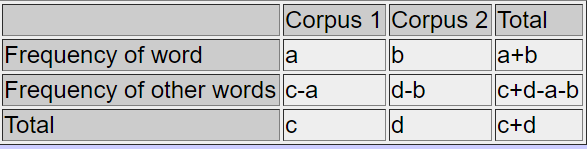 Corpus 1 Corpus 2 Total
Frequency of word a b a+b
Frequency of other words c-a d-b c+d-a-b
Total c d c+d